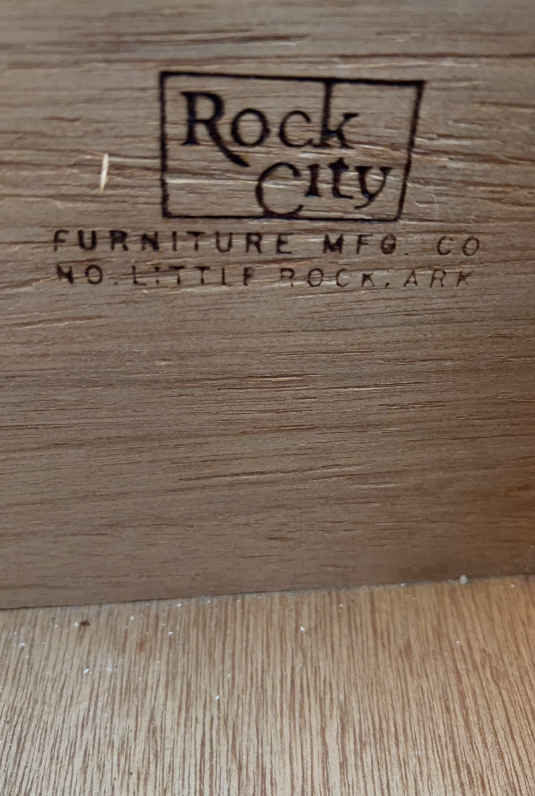 Rock
City
FURNITURE MFG. CO
NO. LITTLE ROCK, ARK